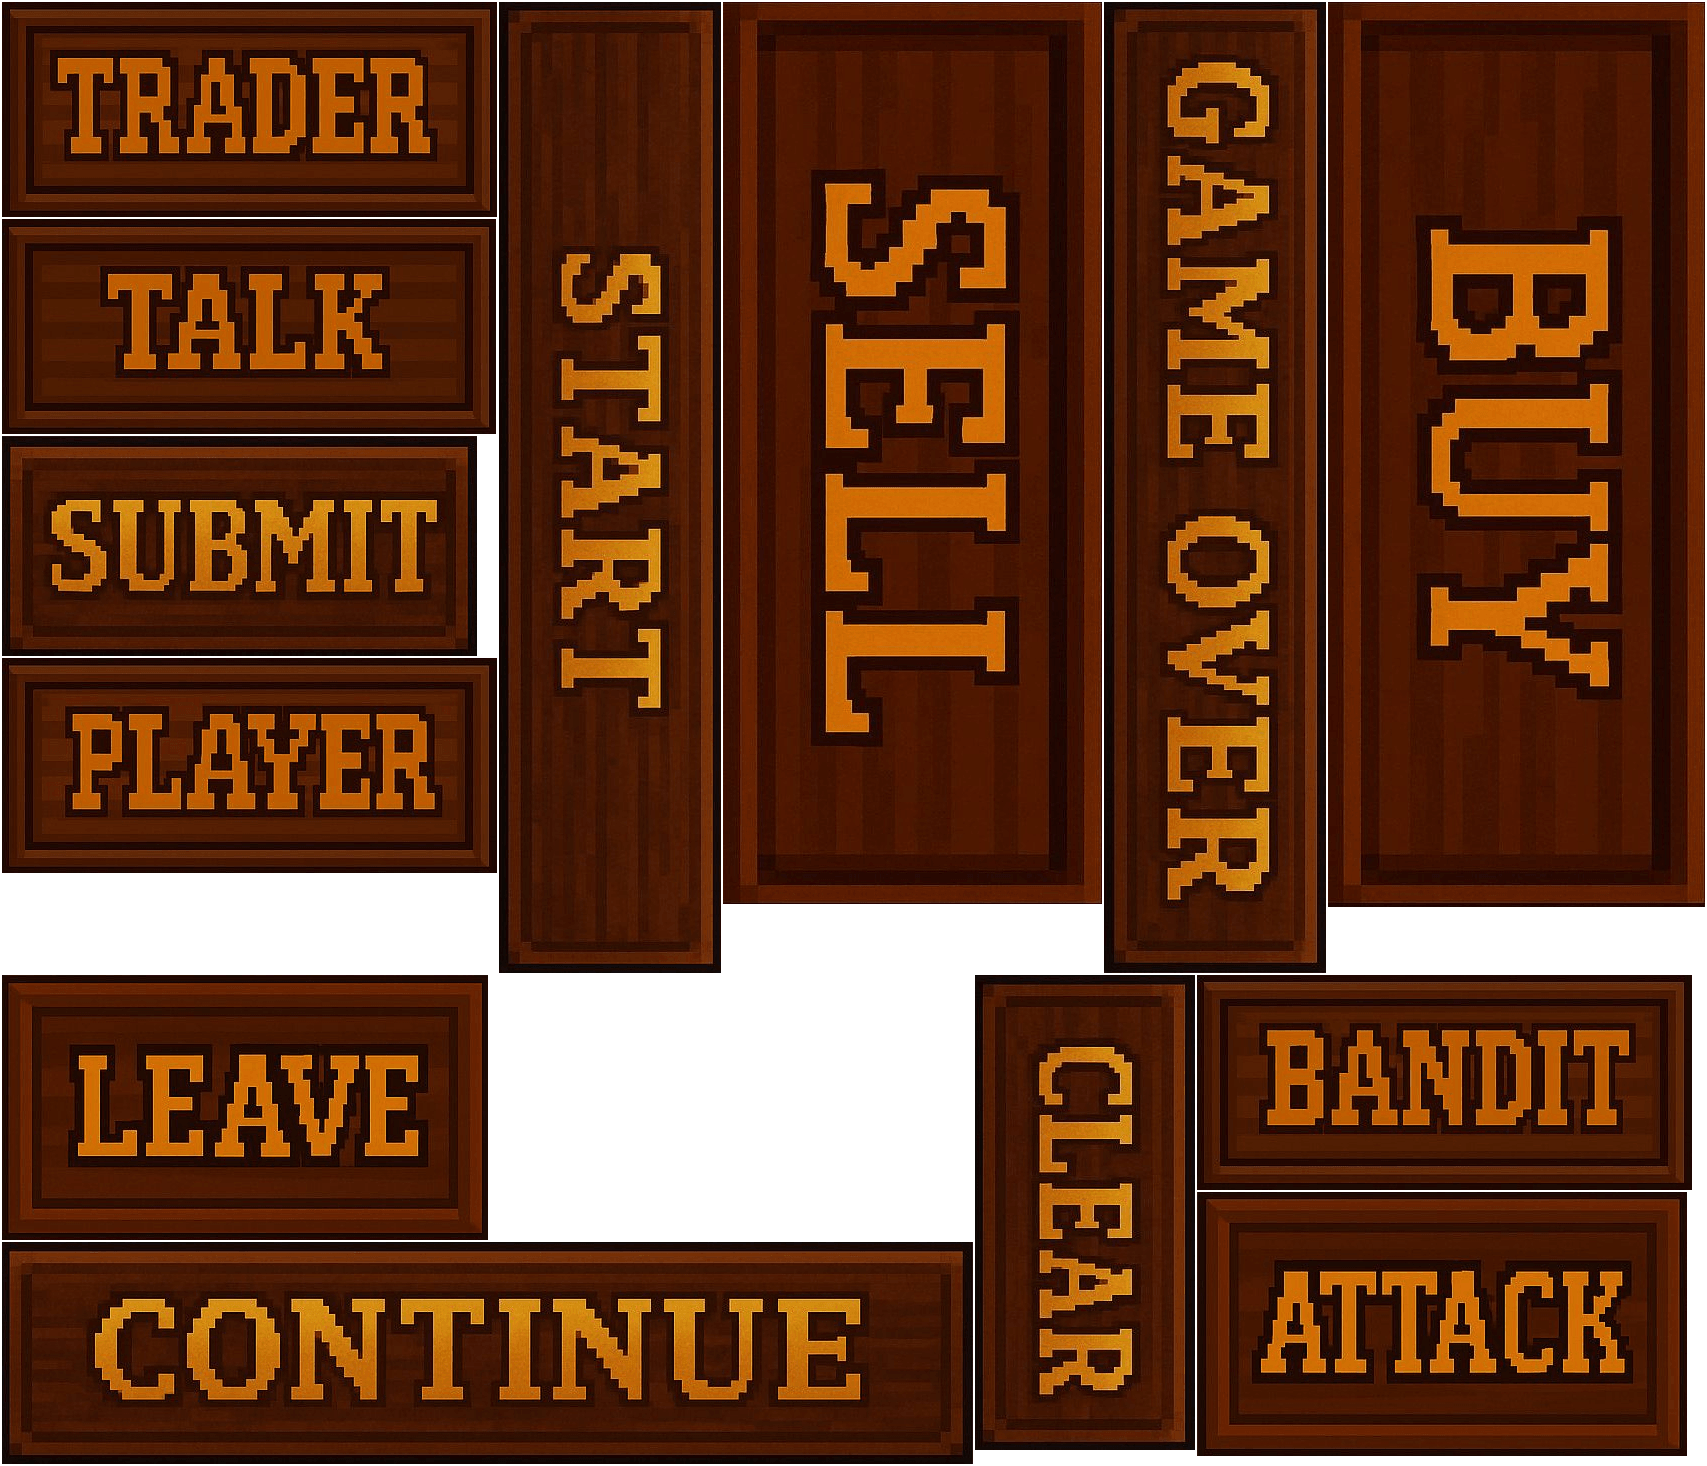 TRADER
TALK
SUBMIT
PLAYER
START
SELL
GAME OVER
BUY
LEAVE
CONTINUE
CLEAR
BANDIT
ATTACK